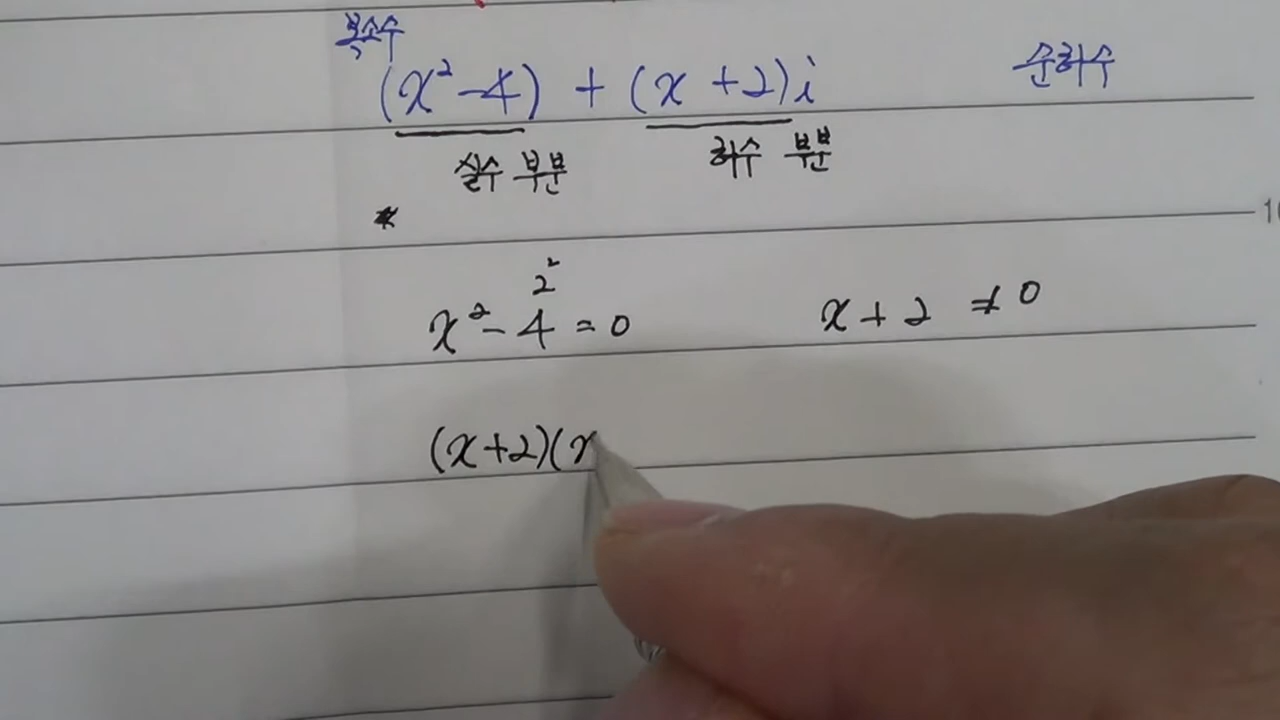 복소수
(x²-4) + (x+2)i 순허수
실수 부분 허수 부분
2²
x²-4=0 x+2 ≠0
(x+2)(x